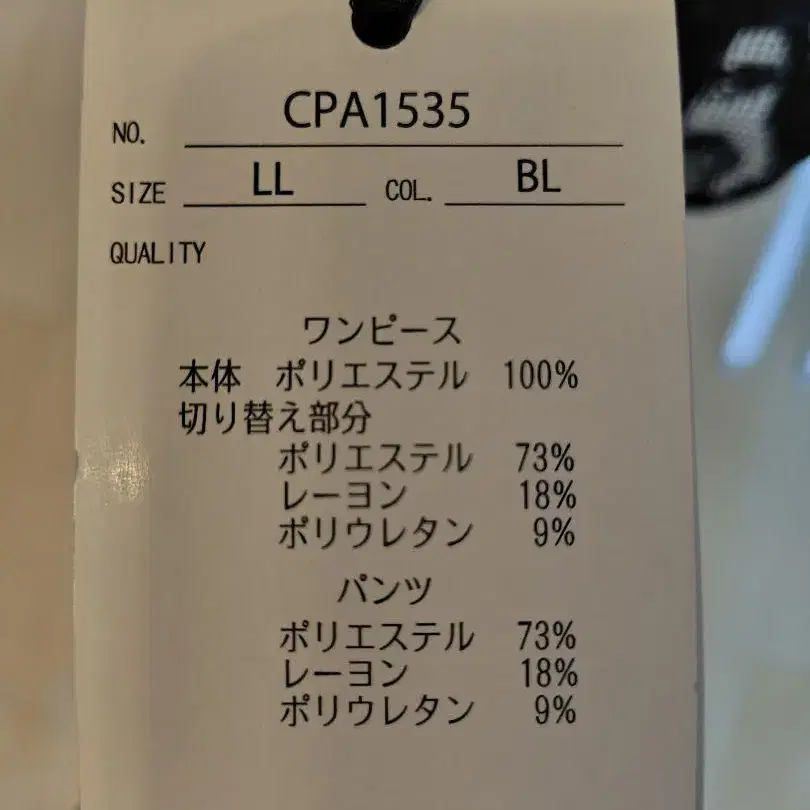 NO. CPA1535
SIZE LL COL. BL
QUALITY
ワンピース
本体 ポリエステル 100%
切り替え部分
ポリエステル 73%
レーヨン 18%
ポリウレタン 9%
パンツ
ポリエステル 73%
レーヨン 18%
ポリウレタン 9%